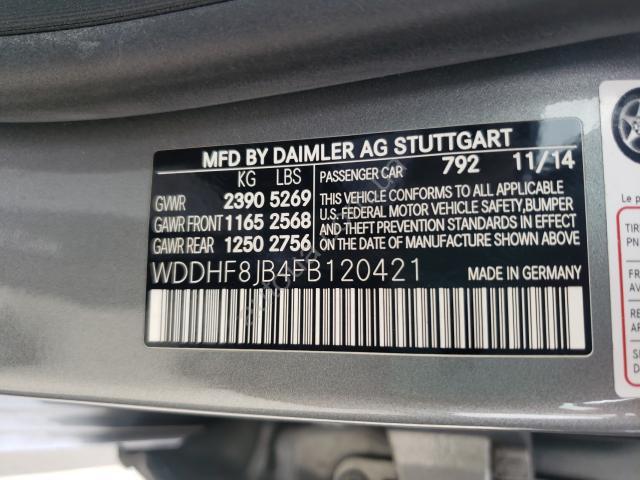 MFD BY DAIMLER AG STUTTGART
KG LBS
GVWR 2390 5269
GAWR FRONT 1165 2568
GAWR REAR 1250 2756
PASSENGER CAR 792 11/14
THIS VEHICLE CONFORMS TO ALL APPLICABLE
U.S. FEDERAL MOTOR VEHICLE SAFETY,BUMPER
AND THEFT PREVENTION STANDARDS IN EFFECT
ON THE DATE OF MANUFACTURE SHOWN ABOVE.
WDDHF8JB4FB120421 MADE IN GERMANY
TIRE
PN